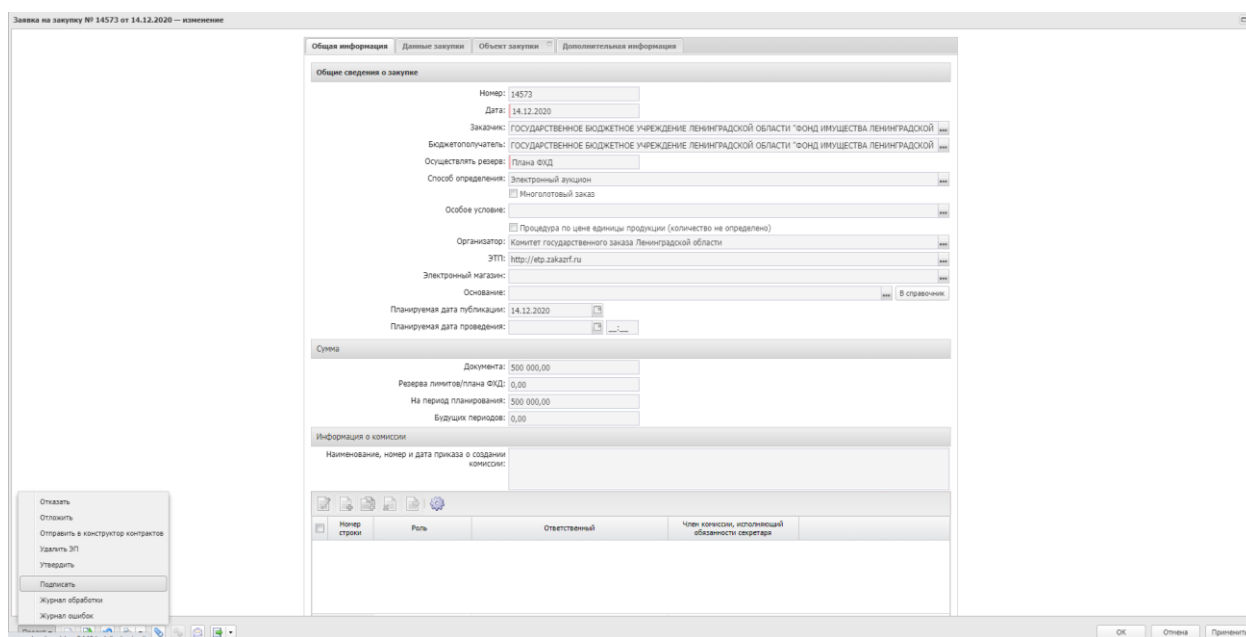 Заявка на закупку № 14573 от 14.12.2020 — изменение
Общая информация Данные закупки Объект закупки Дополнительная информация
Общие сведения о закупке
Номер: 14573
Дата: 14.12.2020
Заказчик: ГОСУДАРСТВЕННОЕ БЮДЖЕТНОЕ УЧРЕЖДЕНИЕ ЛЕНИНГРАДСКОЙ ОБЛАСТИ "ФОНД ИМУЩЕСТВА ЛЕНИНГРАДСКОЙ ...
Бюджетополучатель: ГОСУДАРСТВЕННОЕ БЮДЖЕТНОЕ УЧРЕЖДЕНИЕ ЛЕНИНГРАДСКОЙ ОБЛАСТИ "ФОНД ИМУЩЕСТВА ЛЕНИНГРАДСКОЙ ...
Осуществлять резерв: Плана ФХД
Способ определения: Электронный аукцион ...
Многолотовый заказ
Особое условие: ...
Процедура по цене единицы продукции (количество не определено)
Организатор: Комитет государственного заказа Ленинградской области ...
ЭТП: http://etp.zakazrf.ru ...
Электронный магазин: ...
Основание: ... В справочник
Планируемая дата публикации: 14.12.2020
Планируемая дата проведения: __:__
Сумма
Документа: 500 000,00
Резерва лимитов/плана ФХД: 0,00
На период планирования: 500 000,00
Будущих периодов: 0,00
Информация о комиссии
Наименование, номер и дата приказа о создании
комиссии:
Номер
строки Роль Ответственный Член комиссии, исполняющий
обязанности секретаря
Отказать
Отложить
Отправить в конструктор контрактов
Удалить ЭП
Утвердить
Подписать
Журнал обработки
Журнал ошибок
ОК Отмена Применить